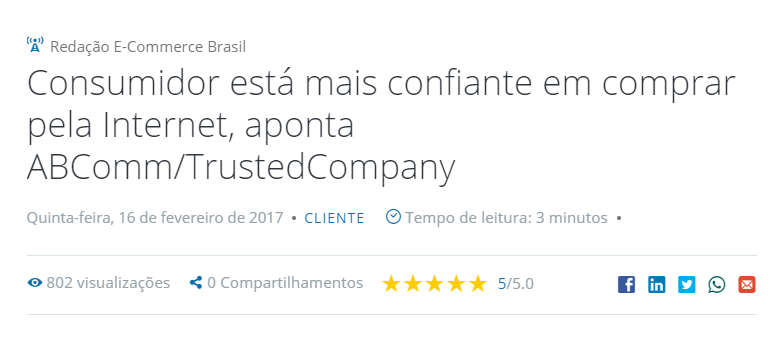 Redação E-Commerce Brasil
Consumidor está mais confiante em comprar
pela Internet, aponta
ABComm/TrustedCompany
Quinta-feira, 16 de fevereiro de 2017 • CLIENTE Tempo de leitura: 3 minutos •
802 visualizações 0 Compartilhamentos 5/5.0